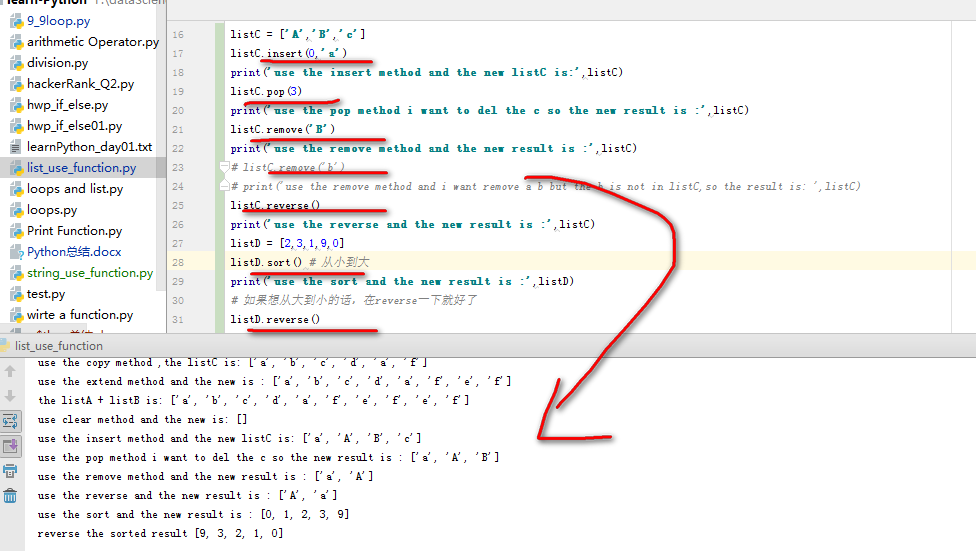 learn-Python
9_9loop.py
arithmetic Operator.py
division.py
hackerRank_Q2.py
hwp_if_else.py
hwp_if_else01.py
learnPython_day01.txt
list_use_function.py
loops and list.py
loops.py
Print Function.py
Python总结.docx
string_use_function.py
test.py
wirte a function.py
16 listC = ['A','B','c']
17 listC.insert(0,'a')
18 print('use the insert method and the new listC is:',listC)
19 listC.pop(3)
20 print('use the pop method i want to del the c so the new result is :',listC)
21 listC.remove('B')
22 print('use the remove method and the new result is :',listC)
23 # listC.remove('b')
24 # print('use the remove method and i want remove a b but the b is not in listC,so the result is: ',listC)
25 listC.reverse()
26 print('use the reverse and the new result is :',listC)
27 listD = [2,3,1,9,0]
28 listD.sort() # 从小到大
29 print('use the sort and the new result is :',listD)
30 # 如果想从大到小的话，在reverse一下就好了
31 listD.reverse()
list_use_function
use the copy method ,the listC is: ['a', 'b', 'c', 'd', 'a', 'f']
use the extend method and the new is : ['a', 'b', 'c', 'd', 'a', 'f', 'e', 'f']
the listA + listB is: ['a', 'b', 'c', 'd', 'a', 'f', 'e', 'f', 'e', 'f']
use clear method and the new is: []
use the insert method and the new listC is: ['a', 'A', 'B', 'c']
use the pop method i want to del the c so the new result is : ['a', 'A', 'B']
use the remove method and the new result is : ['a', 'A']
use the reverse and the new result is : ['A', 'a']
use the sort and the new result is : [0, 1, 2, 3, 9]
reverse the sorted result [9, 3, 2, 1, 0]